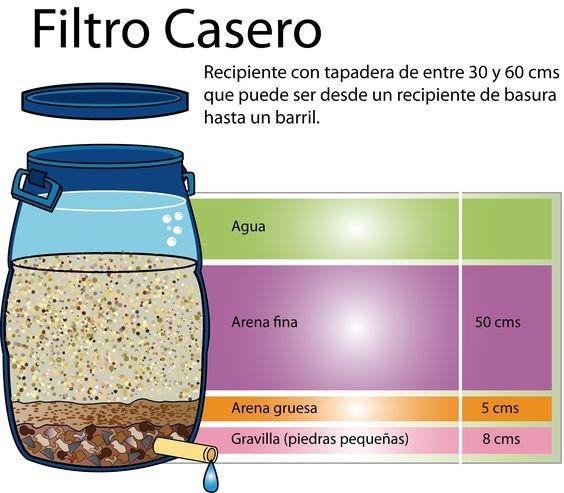 Filtro Casero
Recipiente con tapadera de entre 30 y 60 cms
que puede ser desde un recipiente de basura
hasta un barril.
Agua
Arena fina 50 cms
Arena gruesa 5 cms
Gravilla (piedras pequeñas) 8 cms